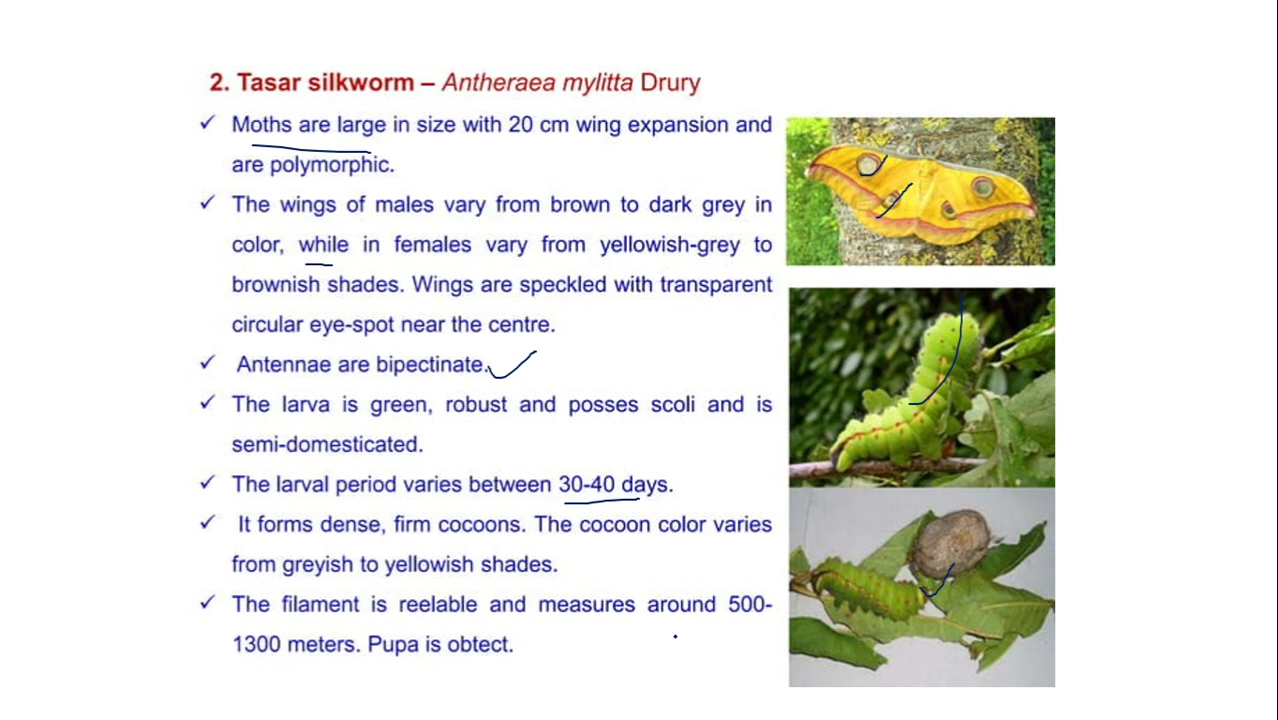 2. Tasar silkworm – Antheraea mylitta Drury
✓ Moths are large in size with 20 cm wing expansion and
are polymorphic.
✓ The wings of males vary from brown to dark grey in
color, while in females vary from yellowish-grey to
brownish shades. Wings are speckled with transparent
circular eye-spot near the centre.
✓ Antennae are bipectinate.
✓ The larva is green, robust and posses scoli and is
semi-domesticated.
✓ The larval period varies between 30-40 days.
✓ It forms dense, firm cocoons. The cocoon color varies
from greyish to yellowish shades.
✓ The filament is reelable and measures around 500-
1300 meters. Pupa is obtect.